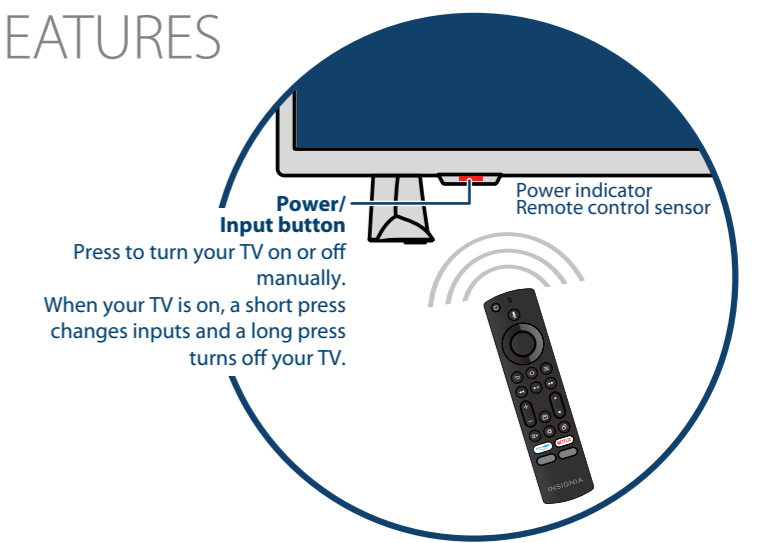 EATURES
Power indicator
Remote control sensor
Power/
Input button
Press to turn your TV on or off
manually.
When your TV is on, a short press
changes inputs and a long press
turns off your TV.
NETFLIX
INSIGNIA